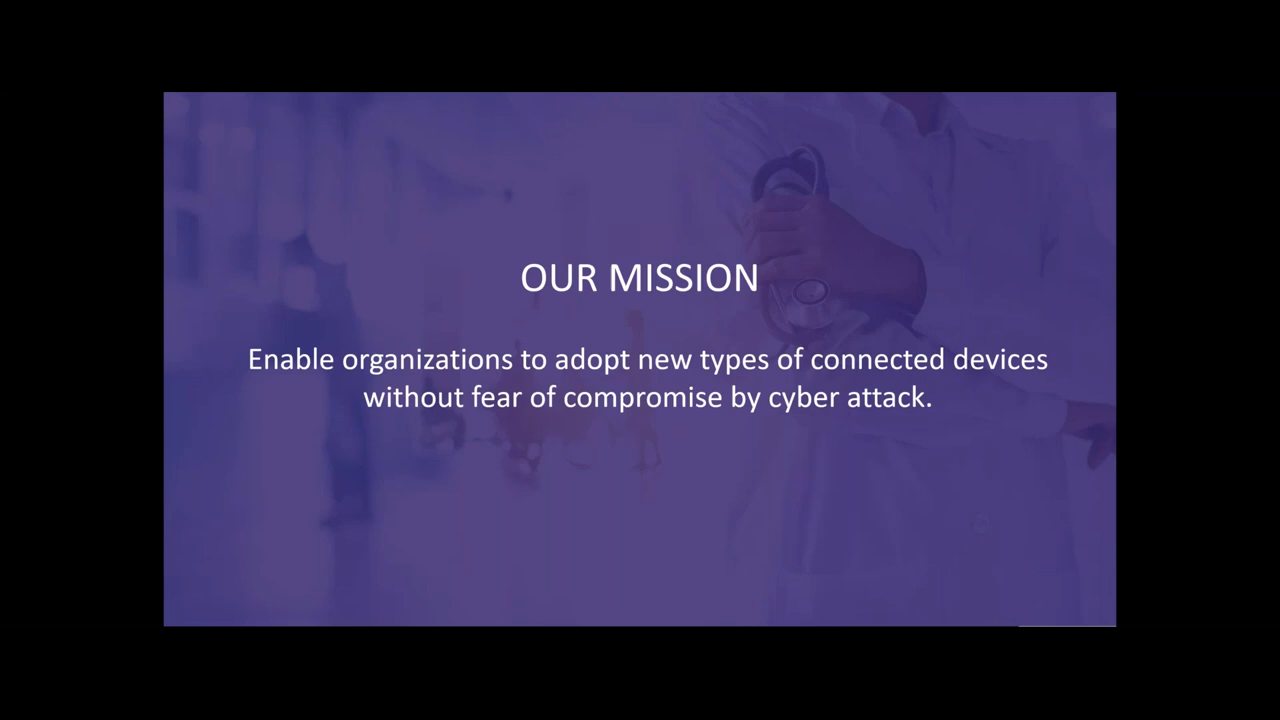 OUR MISSION
Enable organizations to adopt new types of connected devices
without fear of compromise by cyber attack.